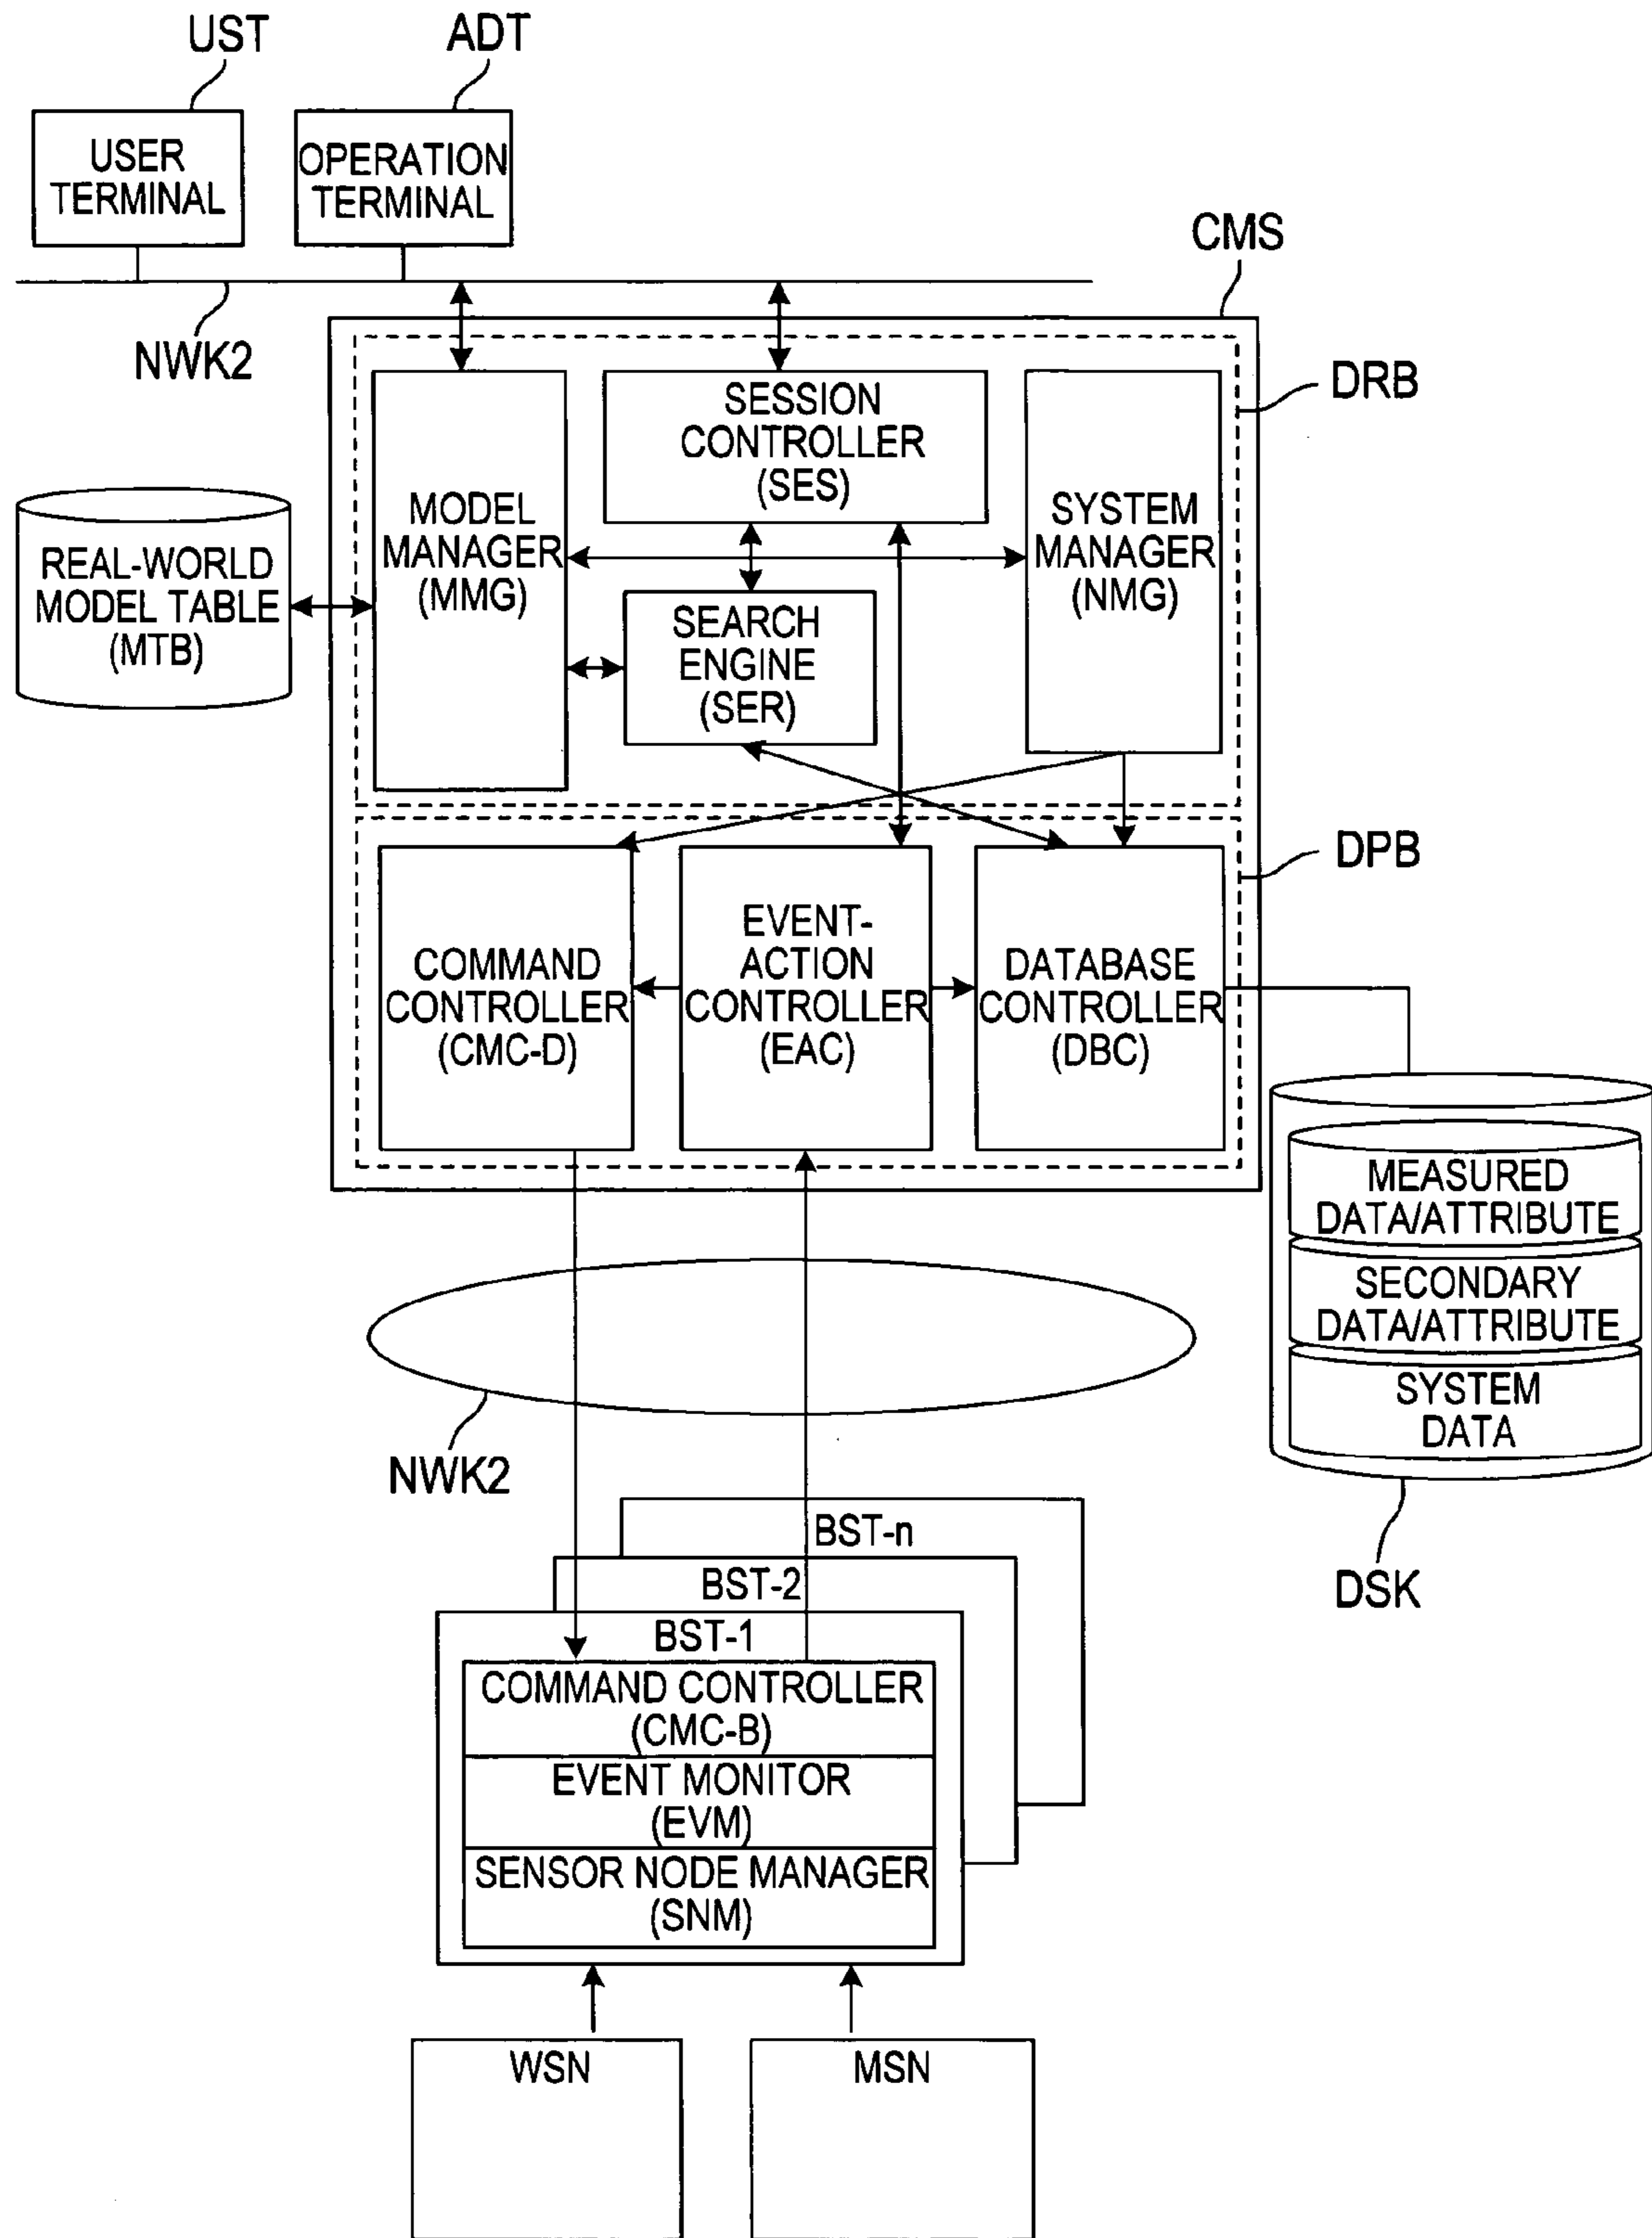 UST
ADT
USER
TERMINAL
OPERATION
TERMINAL
NWK2
CMS
DRB
MODEL
MANAGER
(MMG)
SESSION
CONTROLLER
(SES)
SYSTEM
MANAGER
(NMG)
REAL-WORLD
MODEL TABLE
(MTB)
SEARCH
ENGINE
(SER)
DPB
COMMAND
CONTROLLER
(CMC-D)
EVENT-
ACTION
CONTROLLER
(EAC)
DATABASE
CONTROLLER
(DBC)
MEASURED
DATA/ATTRIBUTE
SECONDARY
DATA/ATTRIBUTE
SYSTEM
DATA
DSK
NWK2
BST-n
BST-2
BST-1
COMMAND CONTROLLER
(CMC-B)
EVENT MONITOR
(EVM)
SENSOR NODE MANAGER
(SNM)
WSN
MSN